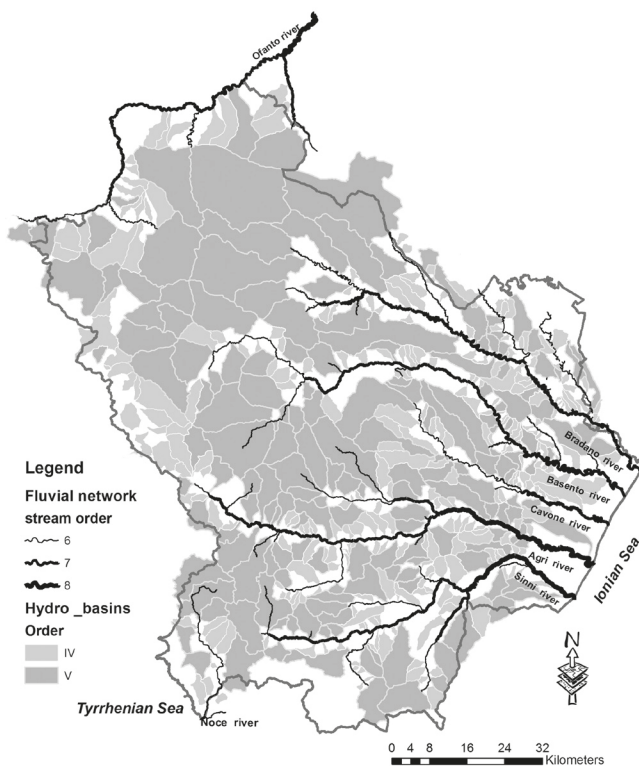 Ofanto river
Bradano river
Basento river
Cavone river
Agri river
Sinni river
Ionian Sea
Legend
Fluvial network
stream order
6
7
8
Hydro _basins
Order
IV
V
Tyrrhenian Sea
Noce river
N
0 4 8 16 24 32
Kilometers